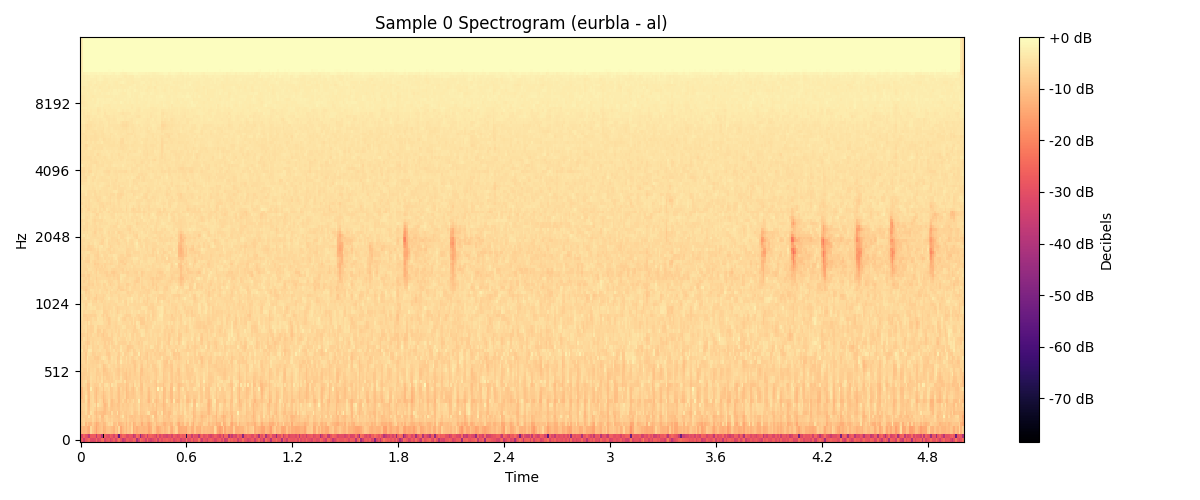 Sample 0 Spectrogram (eurbla - al)
+0 dB
8192
-10 dB
4096
-20 dB
-30 dB
Hz
2048
-40 dB
Decibels
1024
-50 dB
512
-60 dB
-70 dB
0
0 0.6 1.2 1.8 2.4 3 3.6 4.2 4.8
Time